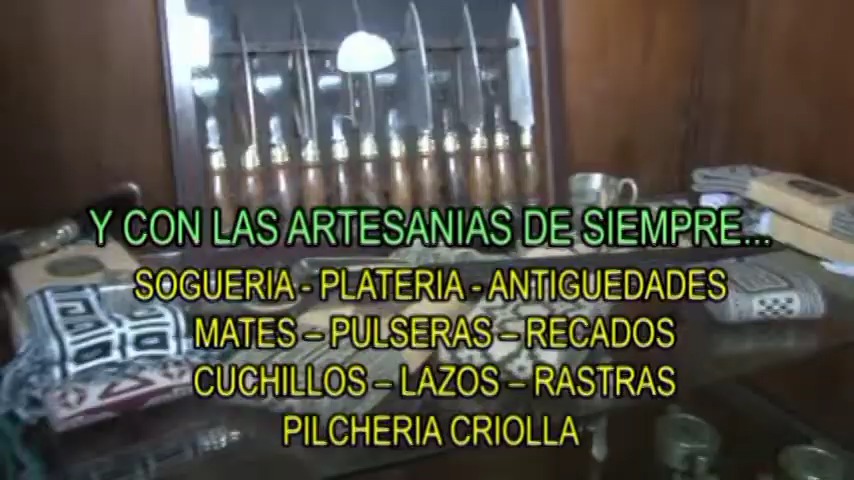 Y CON LAS ARTESANIAS DE SIEMPRE...
SOGUERIA - PLATERIA - ANTIGUEDADES
MATES – PULSERAS – RECADOS
CUCHILLOS – LAZOS – RASTRAS
PILCHERIA CRIOLLA